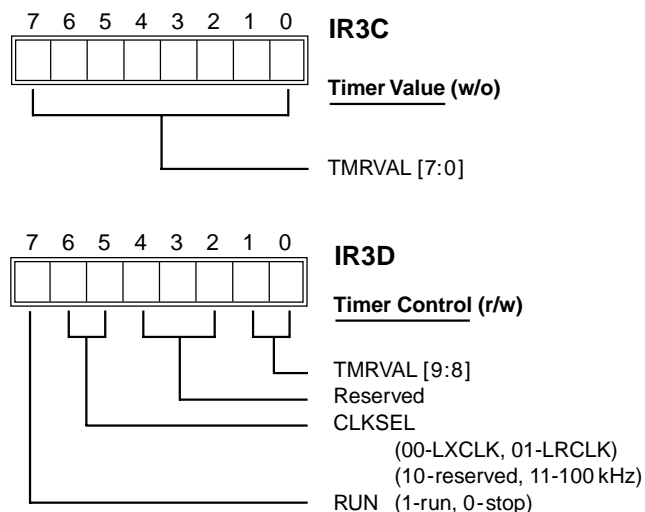 7 6 5 4 3 2 1 0
IR3C
Timer Value (w/o)
TMRVAL [7:0]
7 6 5 4 3 2 1 0
IR3D
Timer Control (r/w)
TMRVAL [9:8]
Reserved
CLKSEL
(00-LXCLK, 01-LRCLK)
(10-reserved, 11-100 kHz)
RUN (1-run, 0-stop)